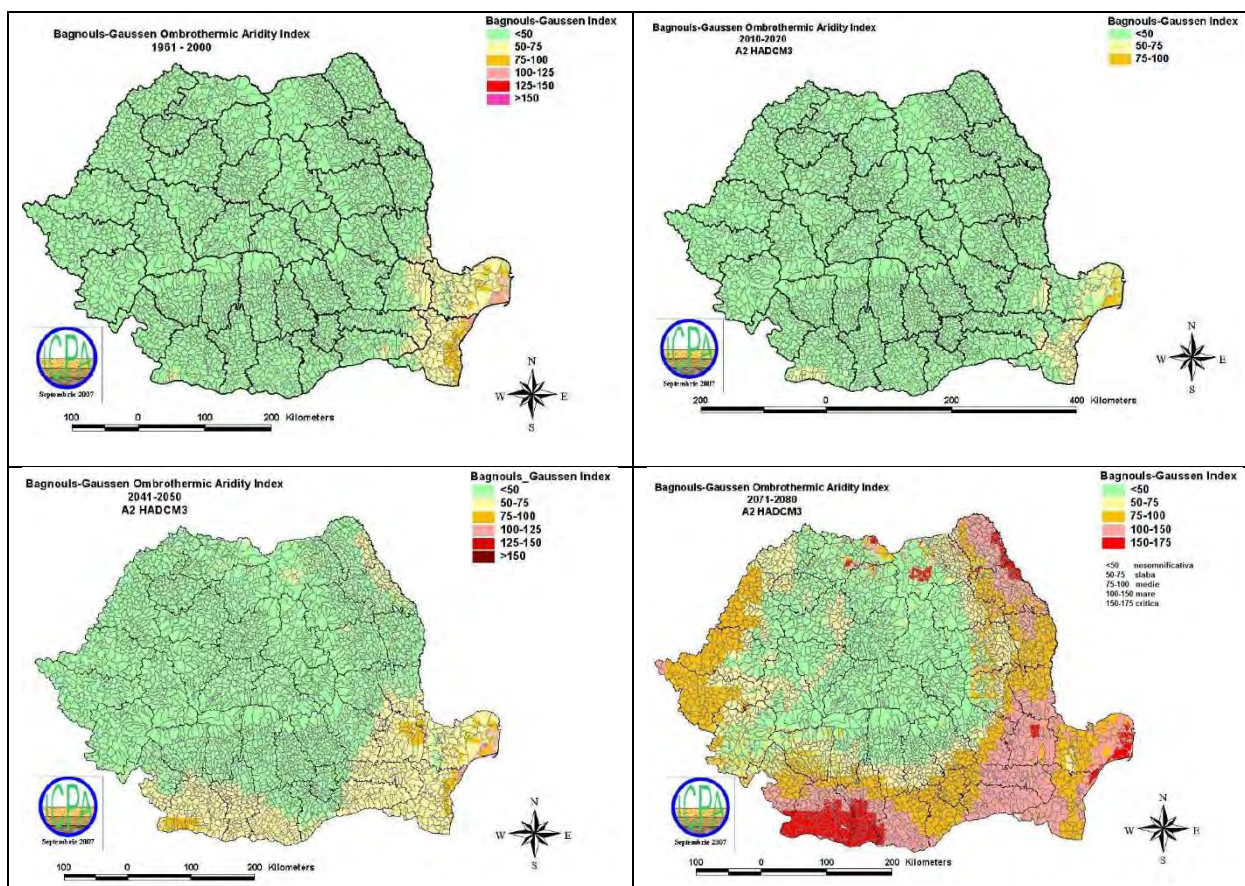 Bagnouls-Gaussen Ombrothermic Aridity Index
1961 - 2000
Bagnouls-Gaussen Index
<50
50-75
75-100
100-125
125-150
>150
ICPA
Septembrie 2007
N
W E
S
100 0 100 200 Kilometers
Bagnouls-Gaussen Ombrothermic Aridity Index
2010-2020
A2 HADCM3
Bagnouls-Gaussen Index
<50
50-75
75-100
ICPA
Septembrie 2007
N
W E
S
200 0 200 400 Kilometers
Bagnouls-Gaussen Ombrothermic Aridity Index
2041-2050
A2 HADCM3
Bagnouls_Gaussen Index
<50
50-75
75-100
100-125
125-150
>150
ICPA
Septembrie 2007
N
W E
S
100 0 100 200 Kilometers
Bagnouls-Gaussen Ombrothermic Aridity Index
2071-2080
A2 HADCM3
Bagnouls-Gaussen Index
<50
50-75
75-100
100-150
150-175
<50 nesemnificativa
50-75 slaba
75-100 medie
100-150 mare
150-175 critica
ICPA
Septembrie 2007
N
W E
S
100 0 100 200 Kilometers